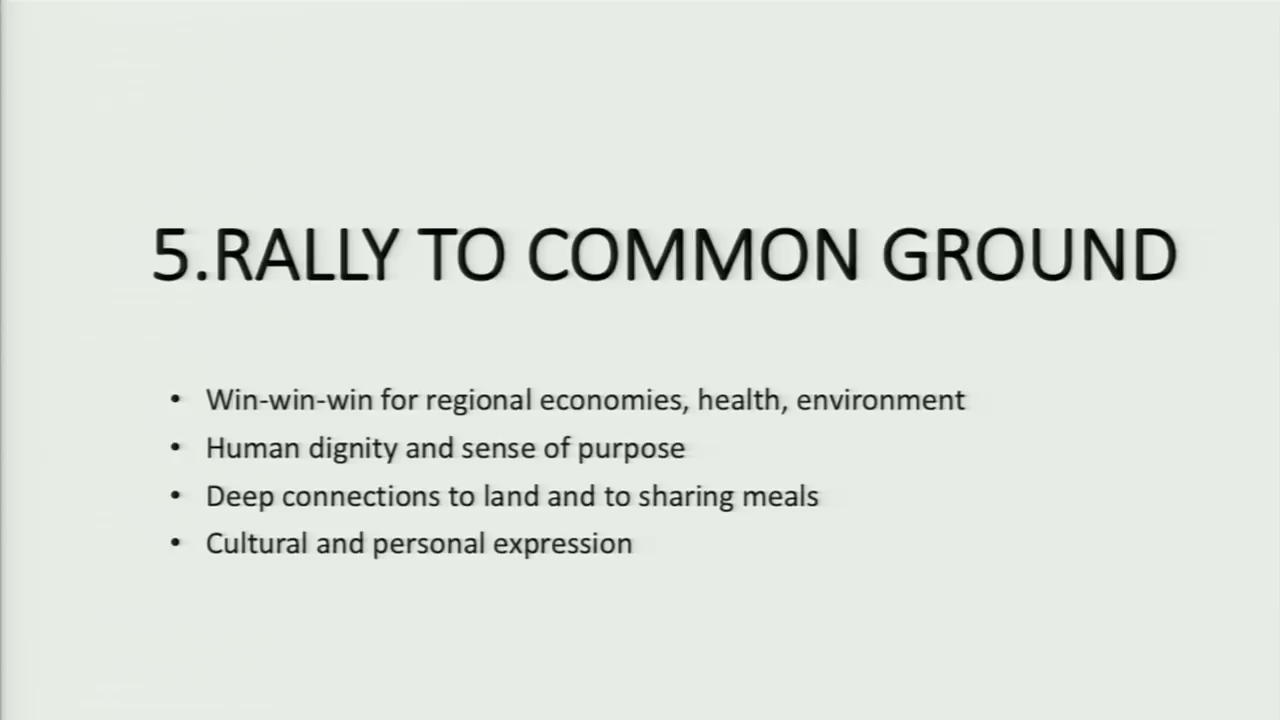 5.RALLY TO COMMON GROUND
• Win-win-win for regional economies, health, environment
• Human dignity and sense of purpose
• Deep connections to land and to sharing meals
• Cultural and personal expression